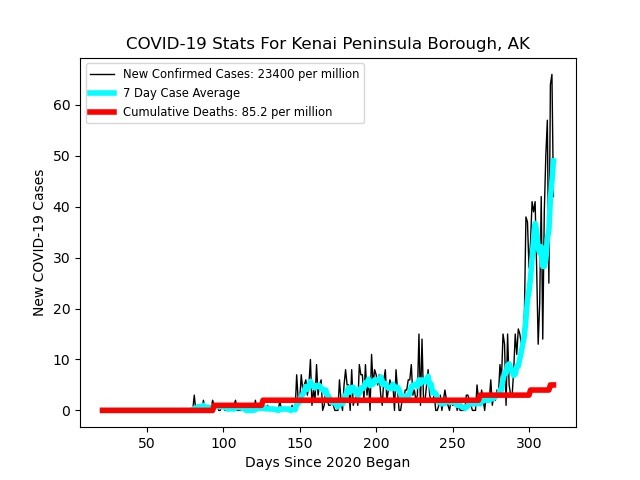 COVID-19 Stats For Kenai Peninsula Borough, AK
New Confirmed Cases: 23400 per million
7 Day Case Average
Cumulative Deaths: 85.2 per million
New COVID-19 Cases
60
50
40
30
20
10
0
50 100 150 200 250 300
Days Since 2020 Began